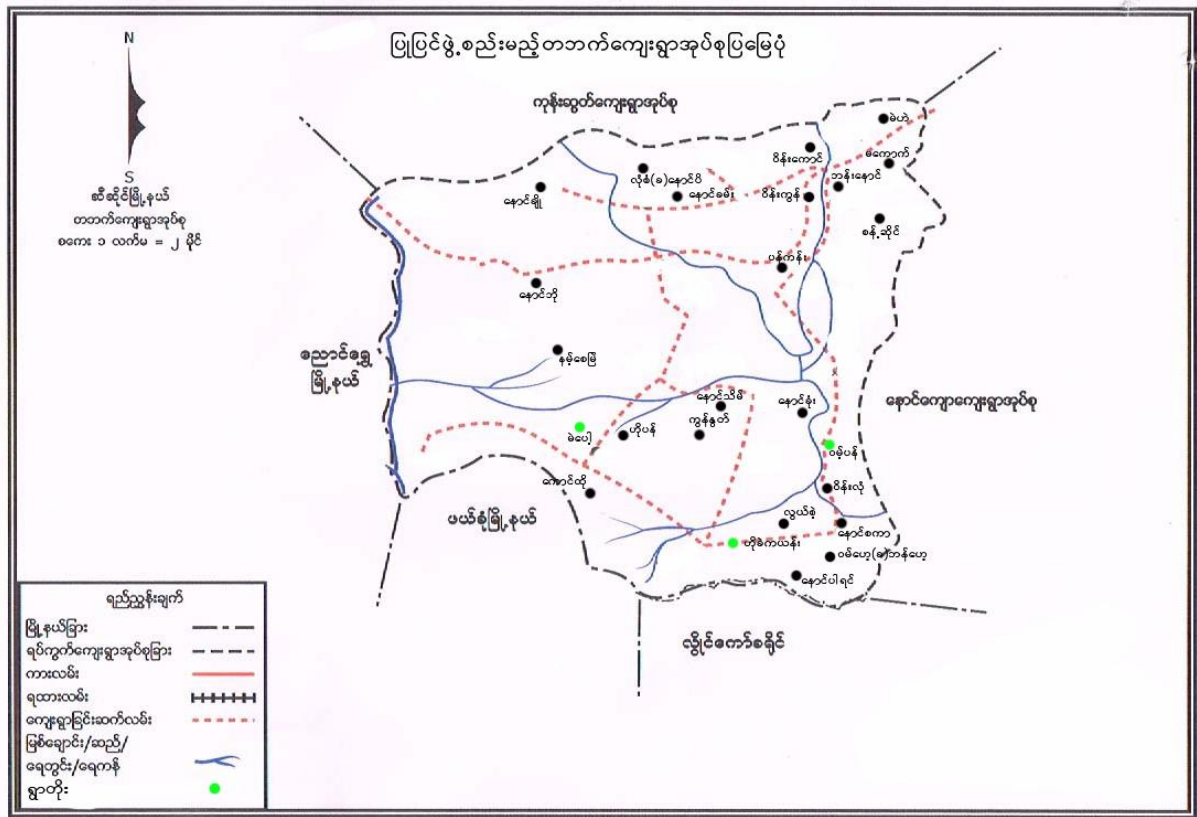 ပြုပြင်ဖွဲ့စည်းမည့်တဘက်ကျေးရွာအုပ်စုပြမြေပုံ
N
S
ဆီဆိုင်မြို့နယ်
တဘက်ကျေးရွာအုပ်စု
စကေး ၁ လက်မ = ၂ မိုင်
ကုန်းဆွတ်ကျေးရွာအုပ်စု
မဲဟဲ
ပိန်းကောင်
မကောက်
လုံခံ(ခ)နောင်ပိ
ဘန်းနောင်
နောင်ချို
နောင်ခမ်း
ပိန်းကွန်
စန့်ဆိုင်
ပန်ကန်း
နောင်ဘို
ညောင်ရွှေ
မြို့နယ်
နမ့်စေမြဲ
နောင်ကျောကျေးရွာအုပ်စု
နောင်သိမ်
နောင်ခုံး
မဲပေါ့
ဟိုပန်
ကွန်နွတ်
ဝမ့်ပန်
ကောင်ထို
ပိန်းလုံ
ဖယ်ခုံမြို့နယ်
လွယ်စဲ့
နောင်စကာ
ဟိုခဲကယန်း
ဝမ်ဟေ့(ခ)ဘန်ဟေ့
နောင်ပါရင်
လွိုင်ကော်ခရိုင်
ရည်ညွှန်းချက်
မြို့နယ်ခြား
ရပ်ကွက်ကျေးရွာအုပ်စုခြား
ကားလမ်း
ရထားလမ်း
ကျေးရွာခြင်းဆက်လမ်း
မြစ်ချောင်း/ဆည်/
ရေတွင်း/ရေကန်
ရွာတိုး